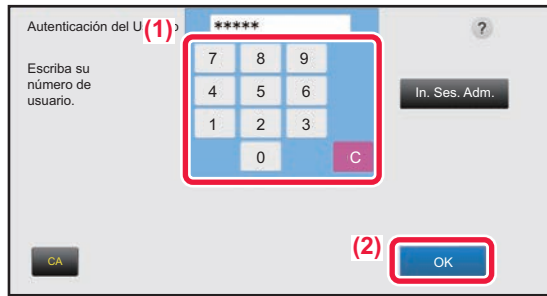 Autenticación del U
(1)
*****
?
Escriba su
número de
usuario.
7 8 9
4 5 6
1 2 3
0 C
In. Ses. Adm.
(2)
CA
OK